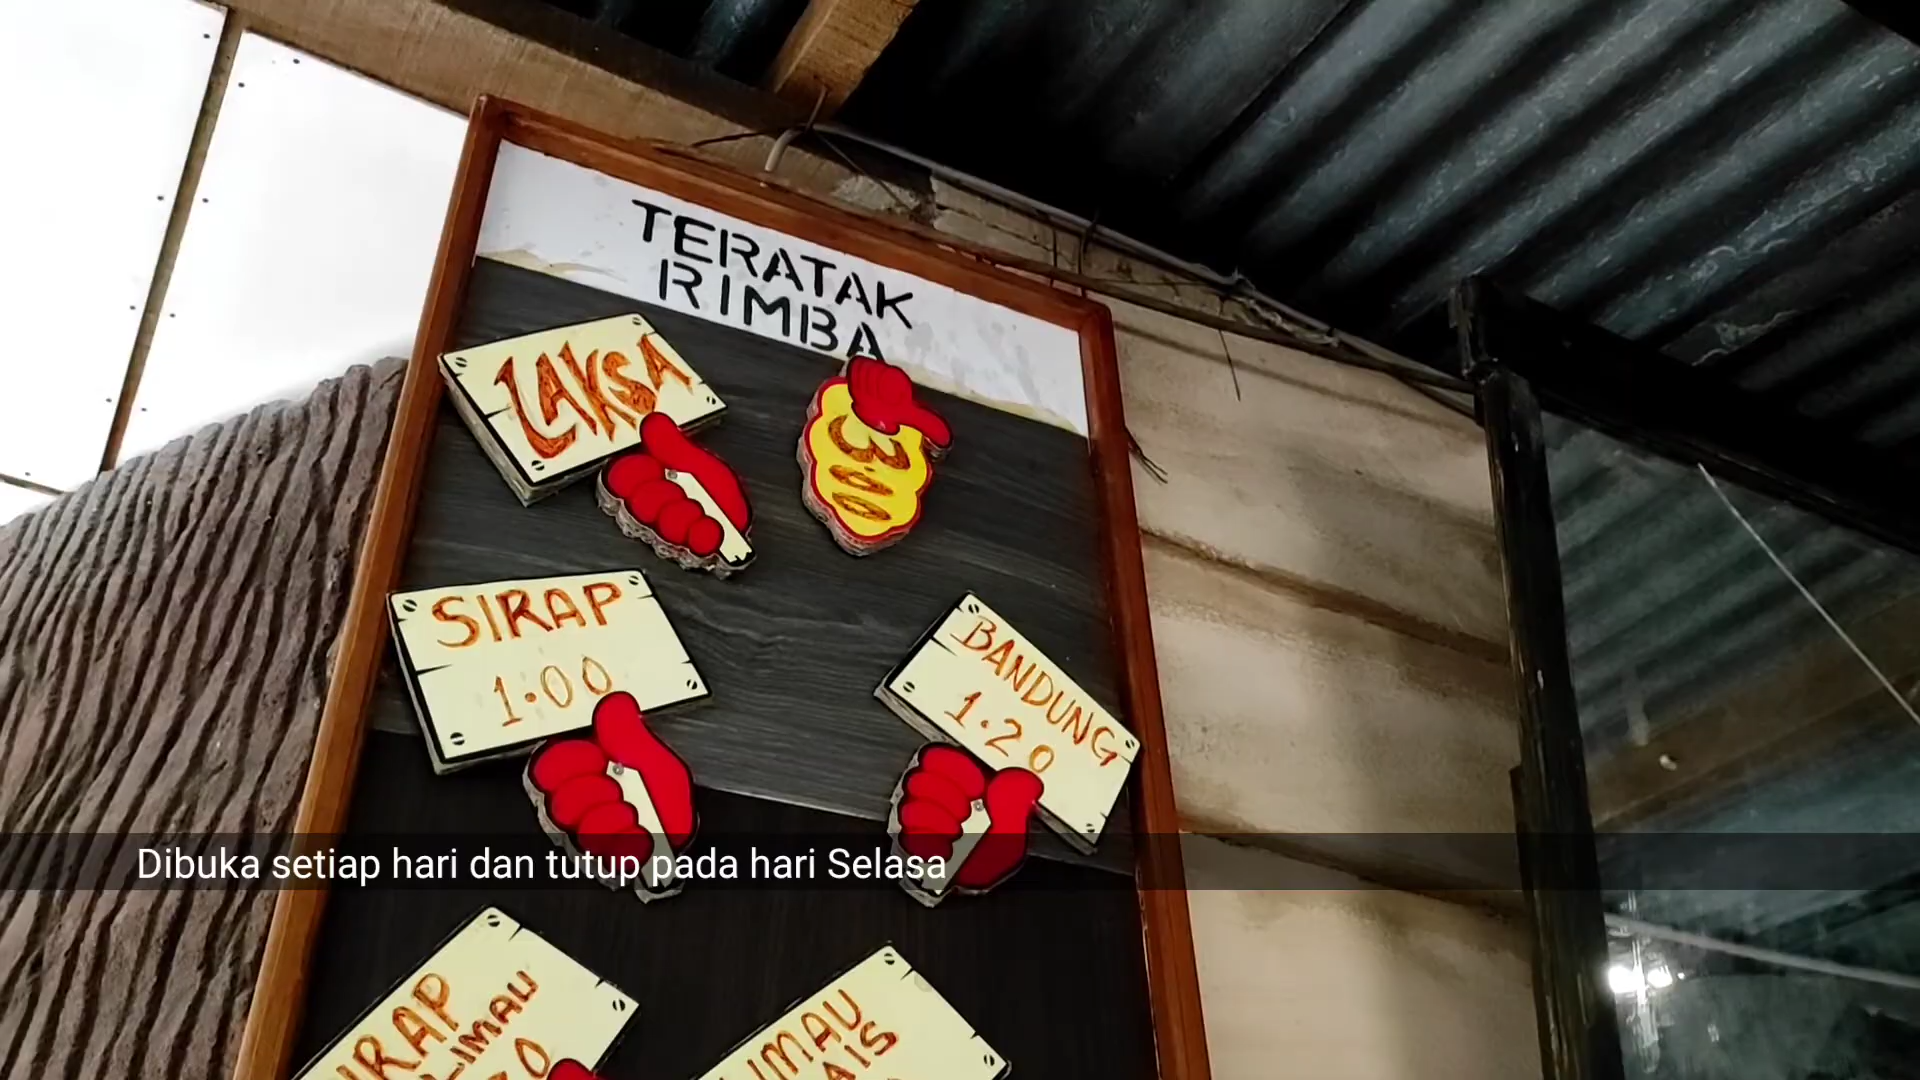 TERATAK
RIMBA
LAKSA
3.00
SIRAP
1.00
BANDUNG
1.20
Dibuka setiap hari dan tutup pada hari Selasa
LIMAU